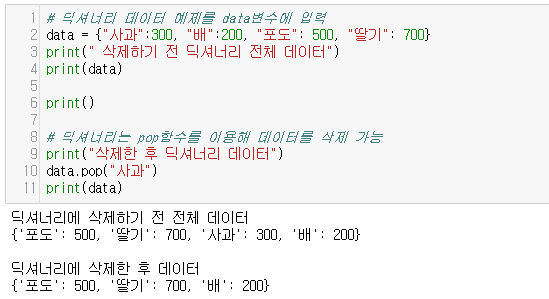 1 # 딕셔너리 데이터 예제를 data변수에 입력
2 data = {"사과":300, "배":200, "포도": 500, "딸기": 700}
3 print(" 삭제하기 전 딕셔너리 전체 데이터")
4 print(data)
5
6 print()
7
8 # 딕셔너리는 pop함수를 이용해 데이터를 삭제 가능
9 print("삭제한 후 딕셔너리 데이터")
10 data.pop("사과")
11 print(data)
딕셔너리에 삭제하기 전 전체 데이터
{'포도': 500, '딸기': 700, '사과': 300, '배': 200}
딕셔너리에 삭제한 후 데이터
{'포도': 500, '딸기': 700, '배': 200}